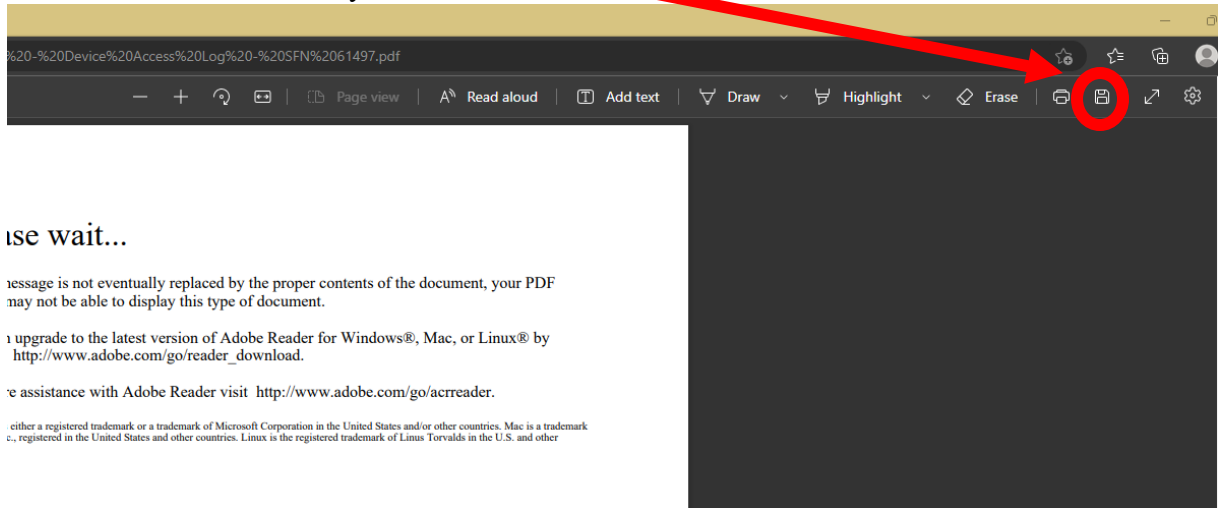 %20-%20Device%20Access%20Log%20-%20SFN%2061497.pdf
Page view A Read aloud T Add text Draw Highlight Erase
wait...
is not eventually replaced by the proper contents of the document, your PDF
may not be able to display this type of document.
upgrade to the latest version of Adobe Reader for Windows®, Mac, or Linux® by
http://www.adobe.com/go/reader_download.
assistance with Adobe Reader visit http://www.adobe.com/go/acrreader.
either a registered trademark or a trademark of Microsoft Corporation in the United States and/or other countries. Mac is a trademark
registered in the United States and other countries. Linux is the registered trademark of Linus Torvalds in the U.S. and other